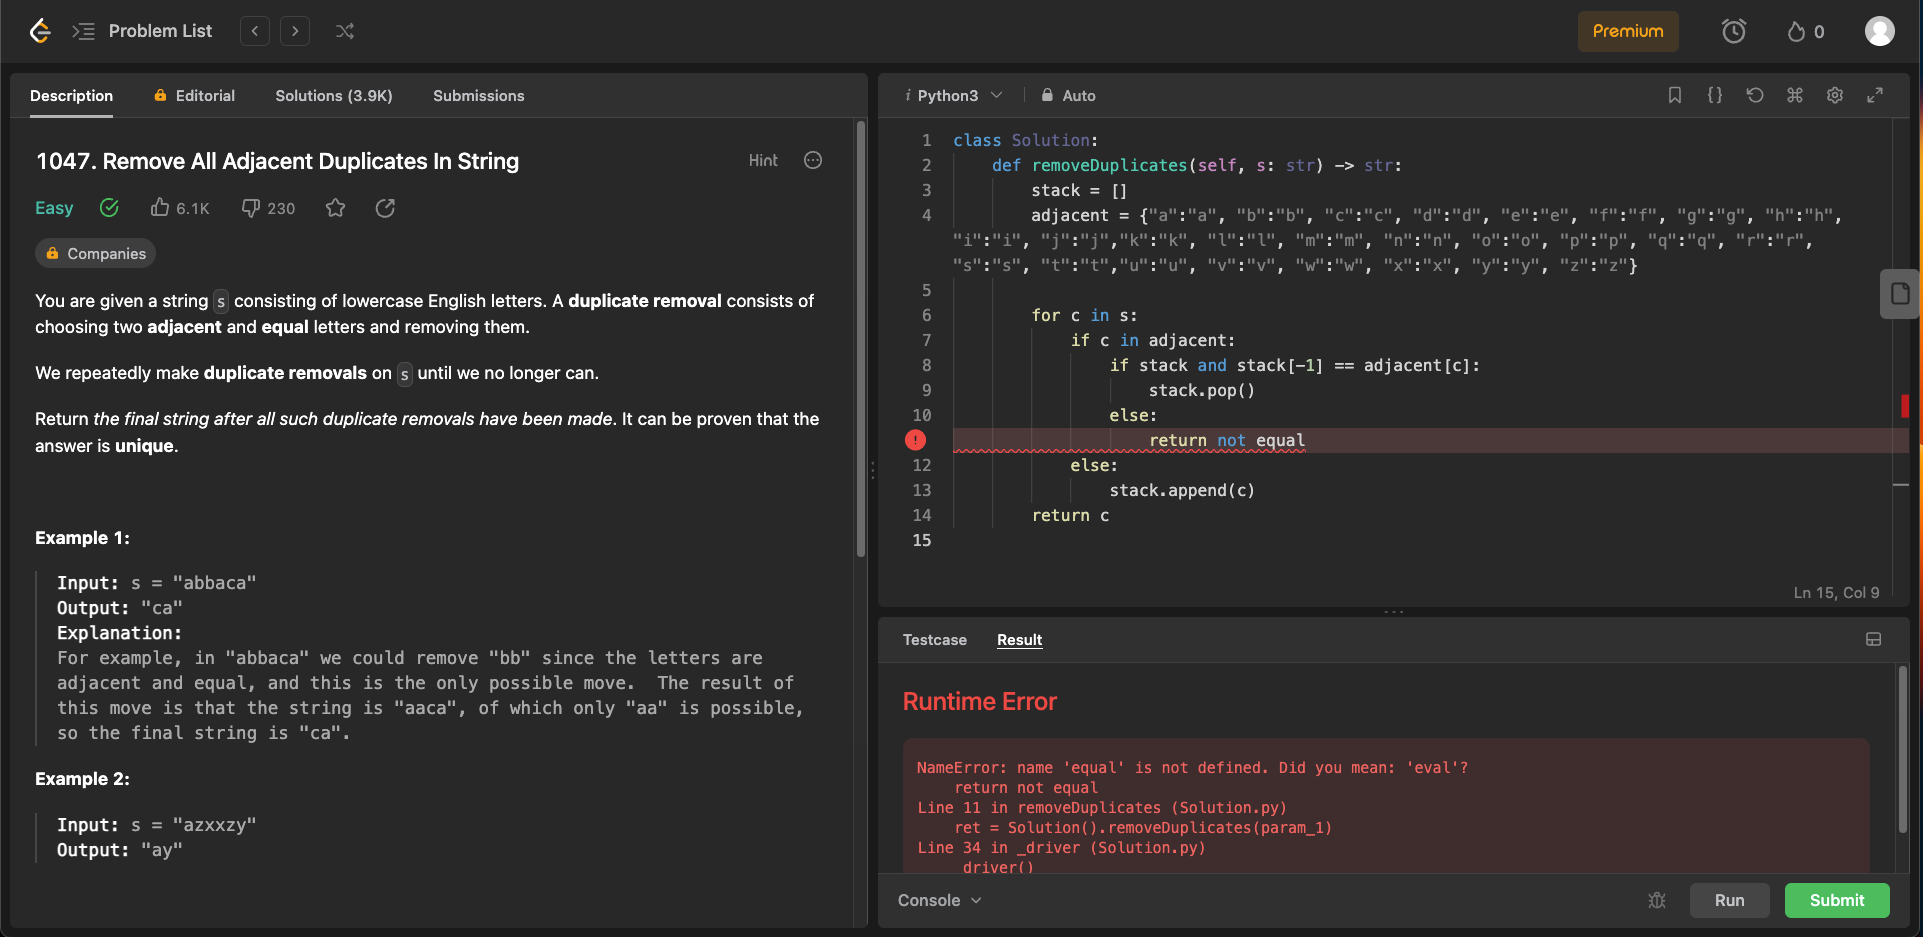 Problem List
Premium
0
Description
Editorial
Solutions (3.9K)
Submissions
1047. Remove All Adjacent Duplicates In String
Hint
Easy
6.1K
230
Companies
You are given a string s consisting of lowercase English letters. A duplicate removal consists of
choosing two adjacent and equal letters and removing them.
We repeatedly make duplicate removals on s until we no longer can.
Return the final string after all such duplicate removals have been made. It can be proven that the
answer is unique.
Example 1:
Input: s = "abbaca"
Output: "ca"
Explanation:
For example, in "abbaca" we could remove "bb" since the letters are
adjacent and equal, and this is the only possible move.  The result of
this move is that the string is "aaca", of which only "aa" is possible,
so the final string is "ca".
Example 2:
Input: s = "azxxzy"
Output: "ay"
i Python3
Auto
{}
1 class Solution:
2     def removeDuplicates(self, s: str) -> str:
3         stack = []
4         adjacent = {"a":"a", "b":"b", "c":"c", "d":"d", "e":"e", "f":"f", "g":"g", "h":"h",
"i":"i", "j":"j","k":"k", "l":"l", "m":"m", "n":"n", "o":"o", "p":"p", "q":"q", "r":"r",
"s":"s", "t":"t","u":"u", "v":"v", "w":"w", "x":"x", "y":"y", "z":"z"}
5
6         for c in s:
7             if c in adjacent:
8                 if stack and stack[-1] == adjacent[c]:
9                     stack.pop()
10                 else:
                    return not equal
12             else:
13                 stack.append(c)
14         return c
15
Ln 15, Col 9
Testcase
Result
Runtime Error
NameError: name 'equal' is not defined. Did you mean: 'eval'?
    return not equal
Line 11 in removeDuplicates (Solution.py)
    ret = Solution().removeDuplicates(param_1)
Line 34 in _driver (Solution.py)
    _driver()
Console
Run
Submit